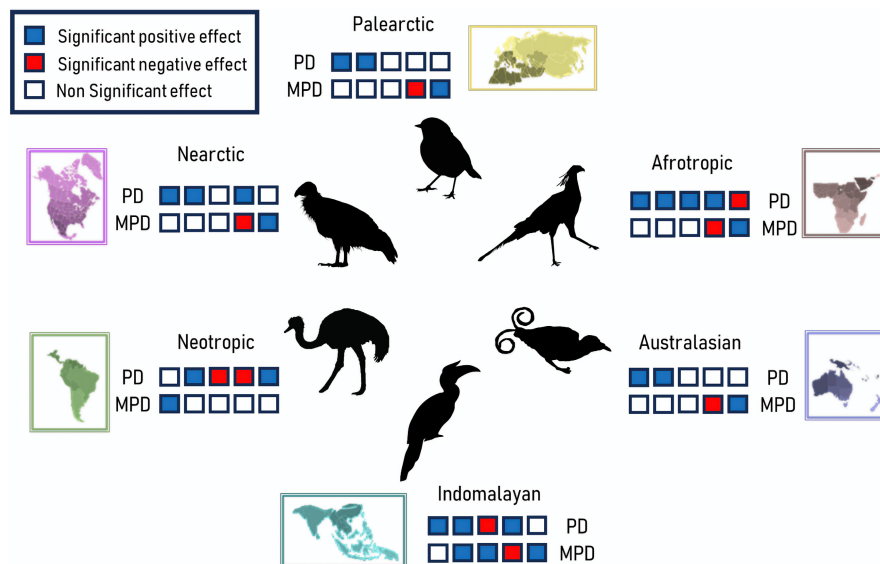 Significant positive effect
Significant negative effect
Non Significant effect
Palearctic
PD
MPD
Nearctic
PD
MPD
Afrotropic
PD
MPD
Neotropic
PD
MPD
Australasian
PD
MPD
Indomalayan
PD
MPD